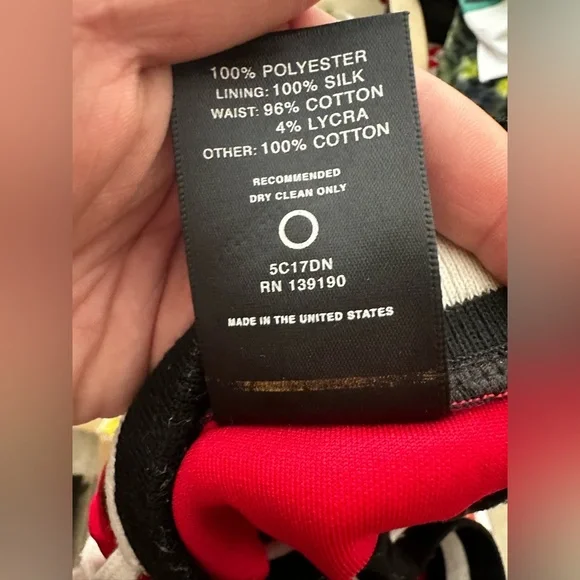 100% POLYESTER
LINING: 100% SILK
WAIST: 96% COTTON
4% LYCRA
OTHER: 100% COTTON
RECOMMENDED
DRY CLEAN ONLY
5C17DN
RN 139190
MADE IN THE UNITED STATES